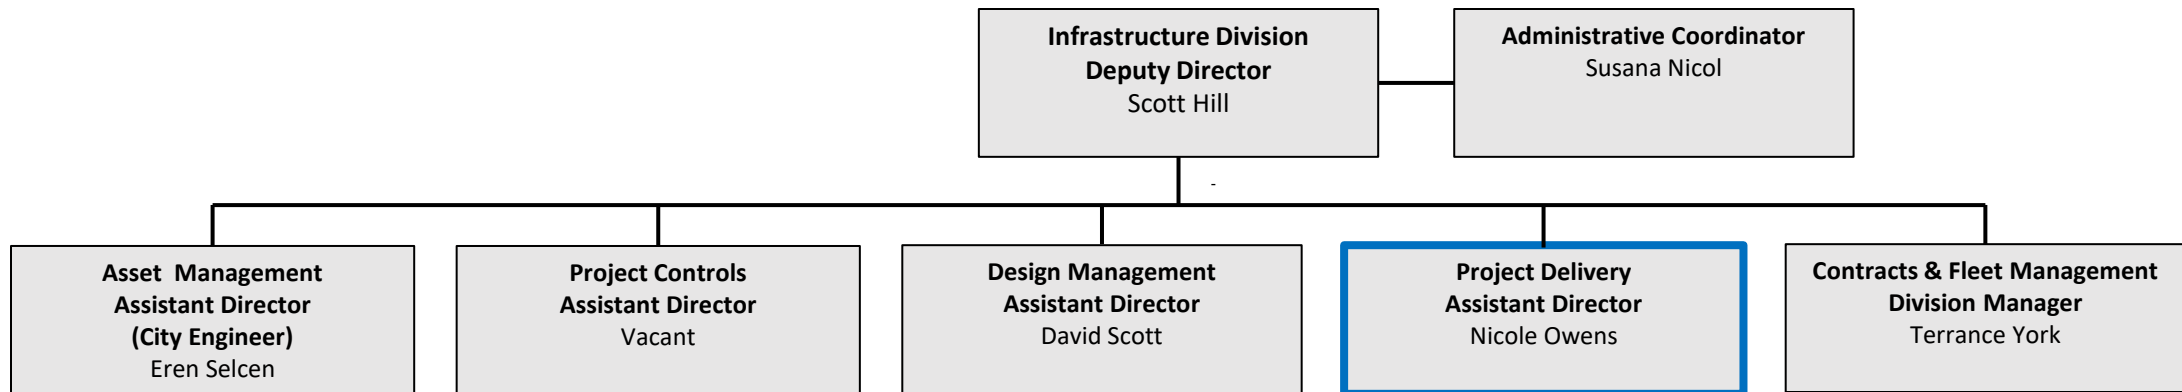 Infrastructure Division
Deputy Director
Scott Hill
Administrative Coordinator
Susana Nicol
-
Asset Management
Assistant Director
(City Engineer)
Eren Selcen
Project Controls
Assistant Director
Vacant
Design Management
Assistant Director
David Scott
Project Delivery
Assistant Director
Nicole Owens
Contracts & Fleet Management
Division Manager
Terrance York